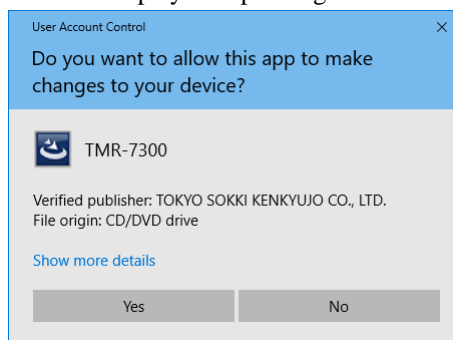 User Account Control
Do you want to allow this app to make
changes to your device?
TMR-7300
Verified publisher: TOKYO SOKKI KENKYUJO CO., LTD.
File origin: CD/DVD drive
Show more details
Yes
No